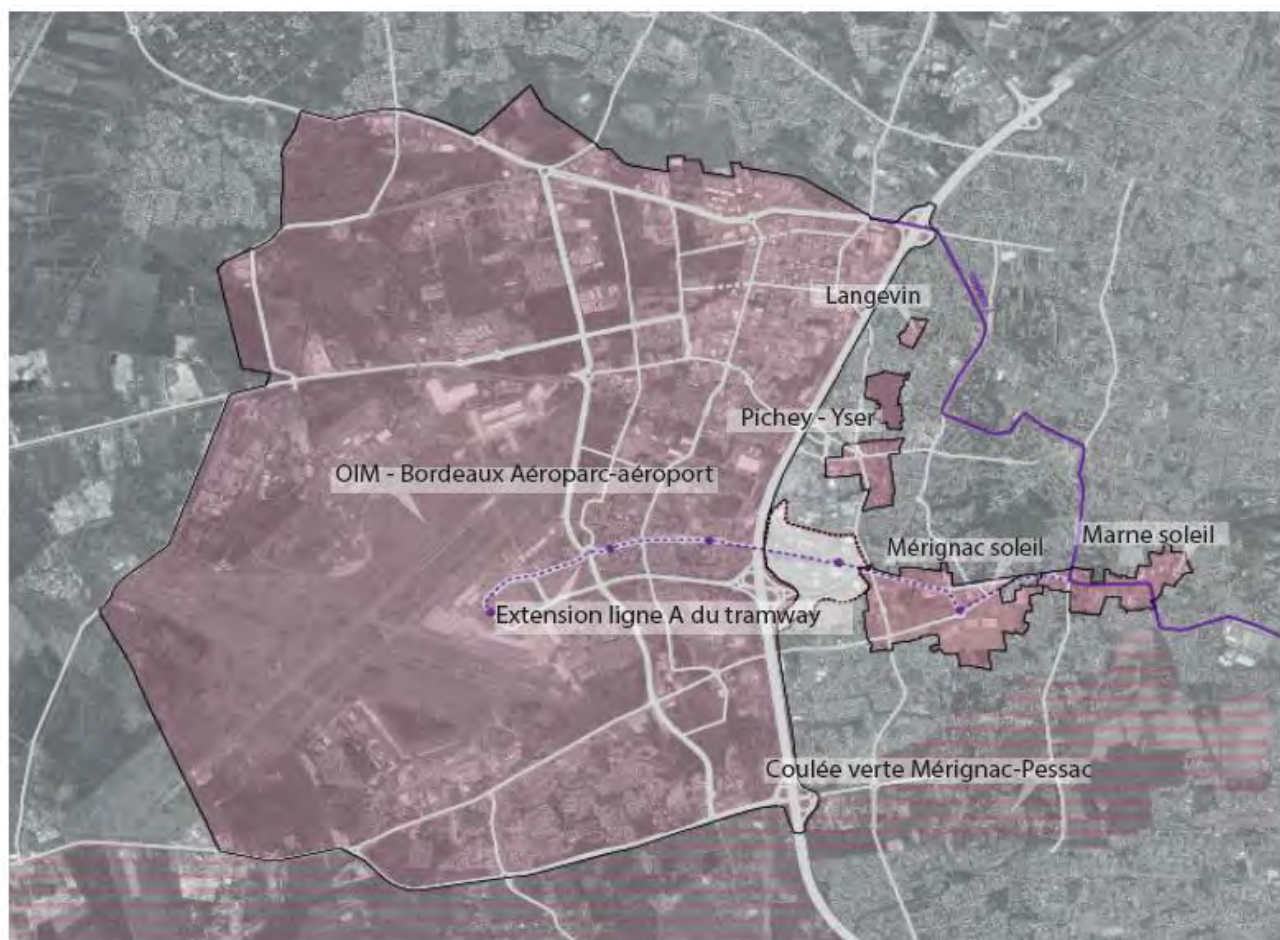 Langevin
Pichey - Yser
OIM - Bordeaux Aéroparc-aéroport
Mérignac soleil
Marne soleil
Extension ligne A du tramway
Coulée verte Mérignac-Pessac